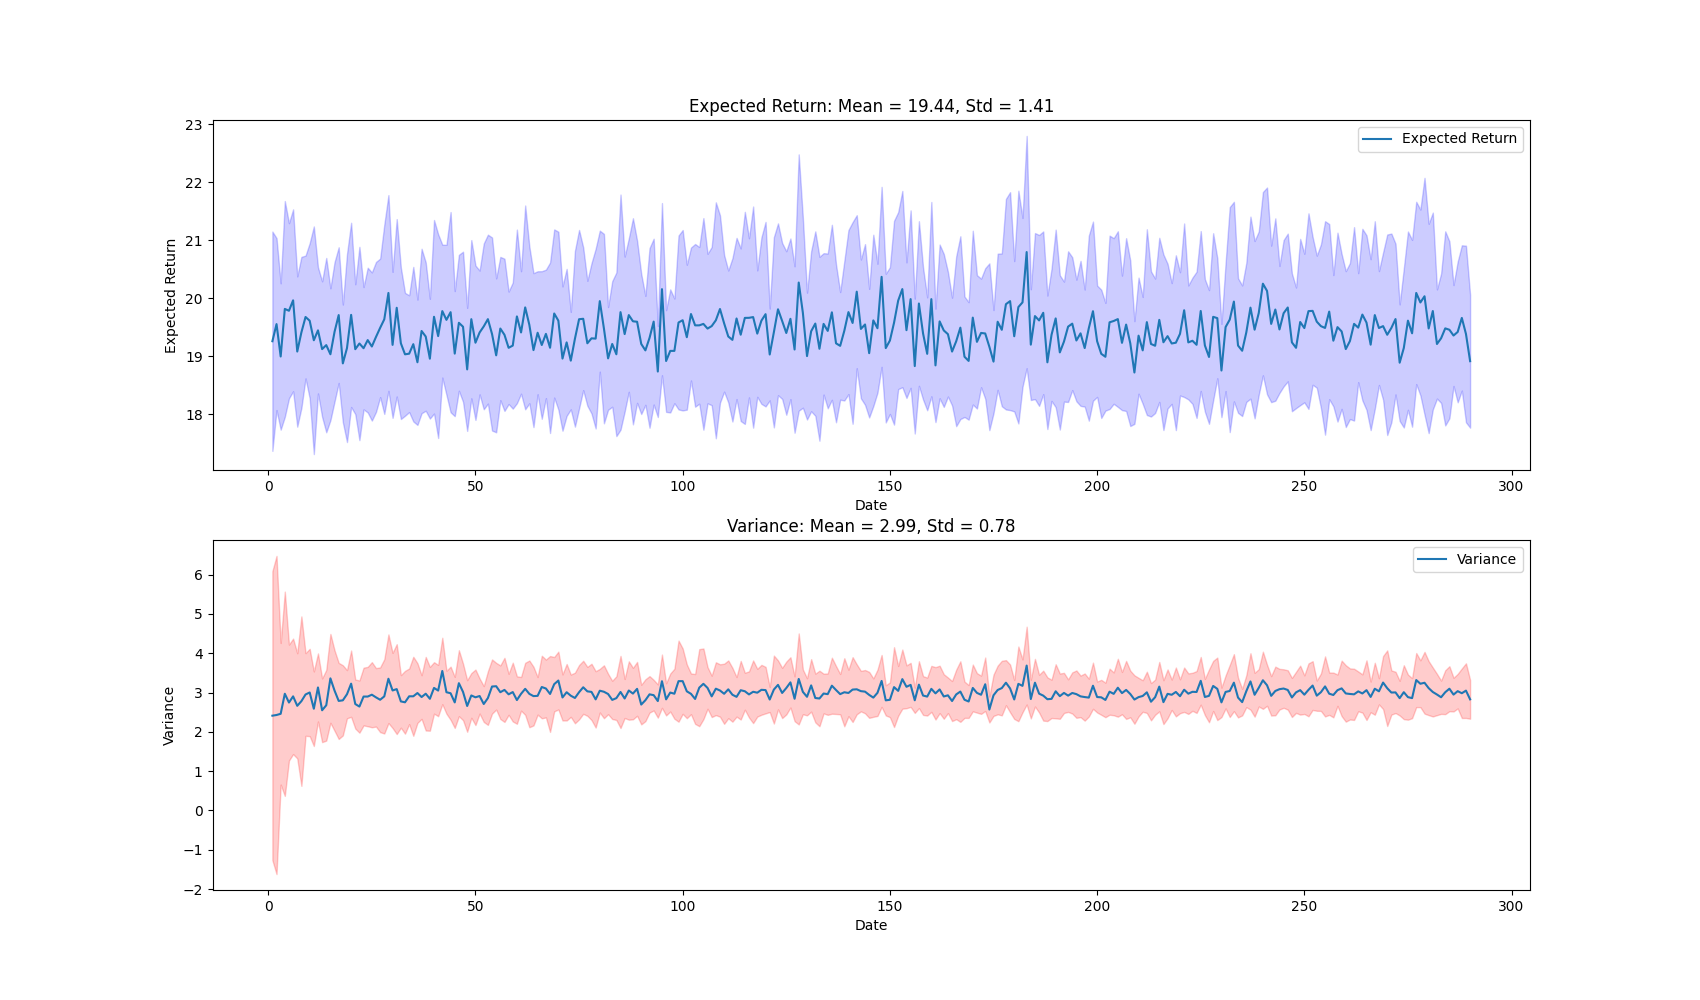 Expected Return: Mean = 19.44, Std = 1.41
Expected Return
23
22
21
20
19
18
Expected Return
0 50 100 150 200 250 300
Date
Variance: Mean = 2.99, Std = 0.78
Variance
6
5
4
3
2
1
0
−1
−2
Variance
0 50 100 150 200 250 300
Date